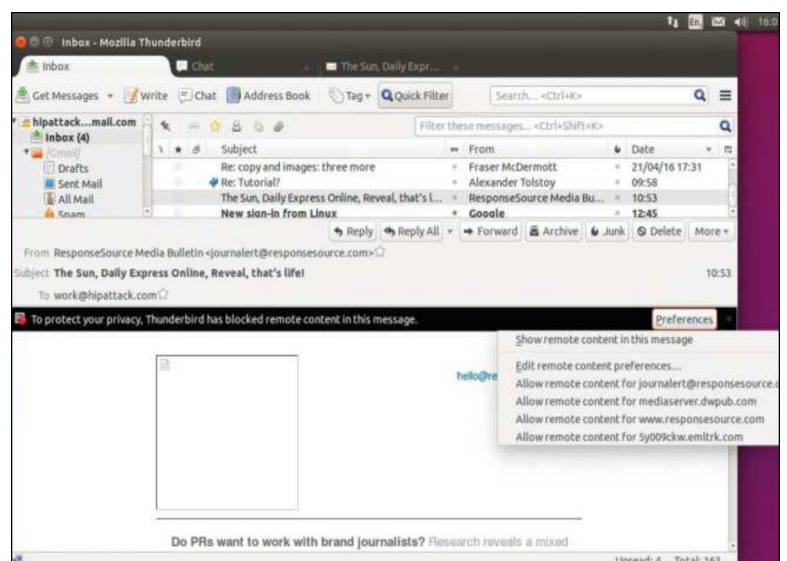 En
16:0
Inbox - Mozilla Thunderbird
Inbox
Chat
The Sun, Daily Expr...
Get Messages
Write
Chat
Address Book
Tag
Quick Filter
Search... <Ctrl+K>
hipattack...mail.com
Filter these messages... <Ctrl+Shift+K>
Inbox (4)
[Gmail]
Drafts
Sent Mail
All Mail
Spam
Subject
From
Date
Re: copy and images: three more
Fraser McDermott
21/04/16 17:31
Re: Tutorial?
Alexander Tolstoy
09:58
The Sun, Daily Express Online, Reveal, that's l...
ResponseSource Media Bu...
10:53
New sign-in from Linux
Google
12:45
Reply
Reply All
Forward
Archive
Junk
Delete
More
From ResponseSource Media Bulletin <journalert@responsesource.com>
Subject The Sun, Daily Express Online, Reveal, that's life!
10:53
To work@hipattack.com
To protect your privacy, Thunderbird has blocked remote content in this message.
Preferences
Show remote content in this message
Edit remote content preferences...
Allow remote content for journalert@responsesource.c
Allow remote content for mediaserver.dwpub.com
Allow remote content for www.responsesource.com
Allow remote content for 5y009ckw.emltrk.com
hello@re
Do PRs want to work with brand journalists? Research reveals a mixed
Unread: 4 Total: 163